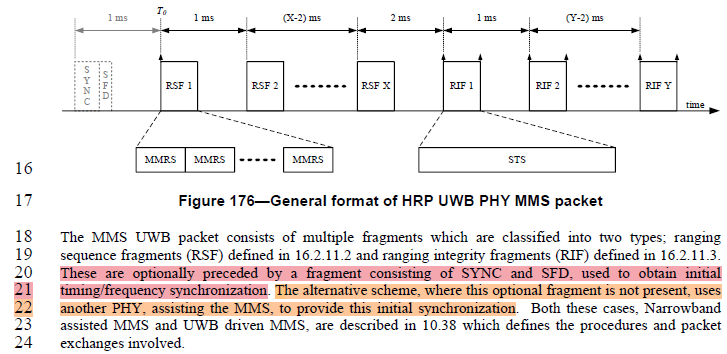 T0
1 ms 1 ms (X-2) ms 2 ms 1 ms (Y-2) ms
SYNC SFD RSF 1 RSF 2 RSF X RIF 1 RIF 2 RIF Y
time
MMRS MMRS MMRS STS
16
17 Figure 176—General format of HRP UWB PHY MMS packet
18 The MMS UWB packet consists of multiple fragments which are classified into two types; ranging
19 sequence fragments (RSF) defined in 16.2.11.2 and ranging integrity fragments (RIF) defined in 16.2.11.3.
20 These are optionally preceded by a fragment consisting of SYNC and SFD, used to obtain initial
21 timing/frequency synchronization. The alternative scheme, where this optional fragment is not present, uses
22 another PHY, assisting the MMS, to provide this initial synchronization. Both these cases, Narrowband
23 assisted MMS and UWB driven MMS, are described in 10.38 which defines the procedures and packet
24 exchanges involved.